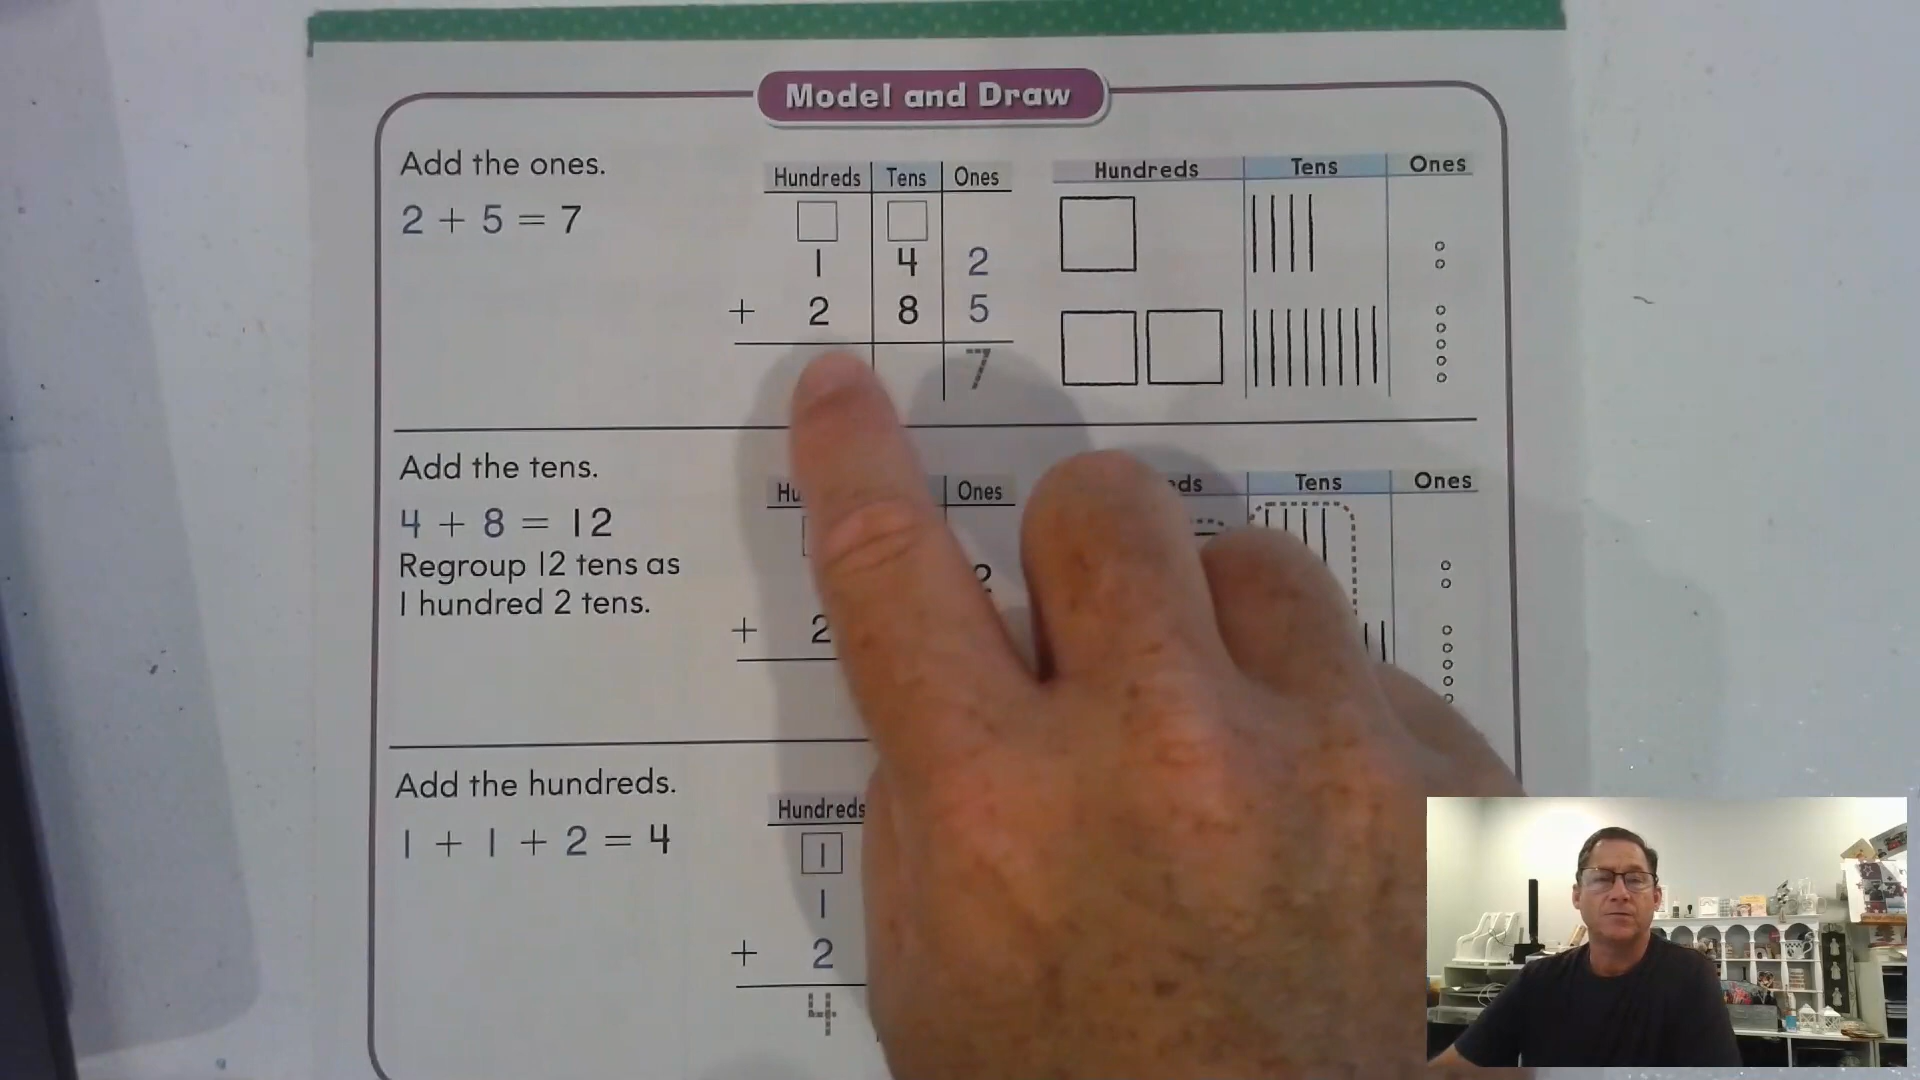 Model and Draw
Add the ones.
2 + 5 = 7
Hundreds Tens Ones
1 4 2
+ 2 8 5
7
Hundreds Tens Ones
Add the tens.
4 + 8 = 12
Regroup 12 tens as
1 hundred 2 tens.
Ones
2
+ 2
Tens Ones
Add the hundreds.
1 + 1 + 2 = 4
Hundreds
1
1
+ 2
4